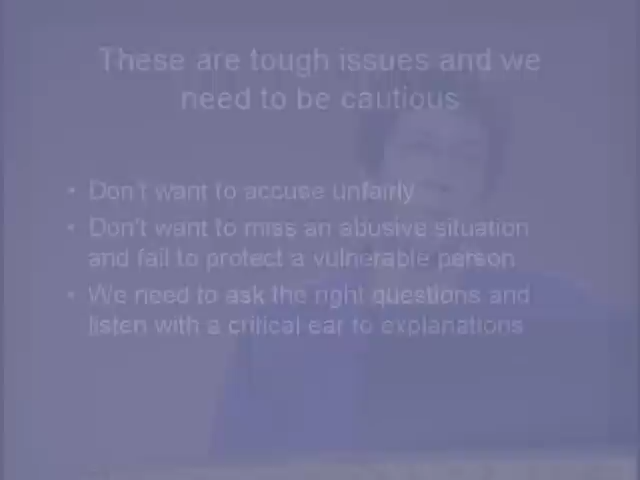 These are tough issues and we
need to be cautious
• Don't want to accuse unfairly
• Don't want to miss an abusive situation
and fail to protect a vulnerable person
• We need to ask the right questions and
listen with a critical ear to explanations